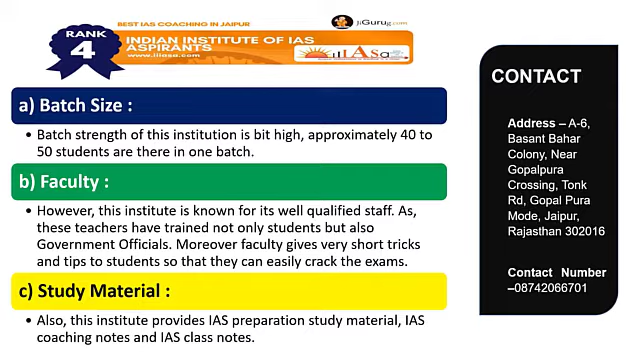 BEST IAS COACHING IN JAIPUR
JiGuruG.com
RANK
4
INDIAN INSTITUTE OF IAS
ASPIRANTS
www.iiiasa.com
iIIASa
a) Batch Size :
• Batch strength of this institution is bit high, approximately 40 to
50 students are there in one batch.
b) Faculty :
• However, this institute is known for its well qualified staff. As,
these teachers have trained not only students but also
Government Officials. Moreover faculty gives very short tricks
and tips to students so that they can easily crack the exams.
c) Study Material :
• Also, this institute provides IAS preparation study material, IAS
coaching notes and IAS class notes.
CONTACT
Address – A-6,
Basant Bahar
Colony, Near
Gopalpura
Crossing, Tonk
Rd, Gopal Pura
Mode, Jaipur,
Rajasthan 302016
Contact Number
–08742066701